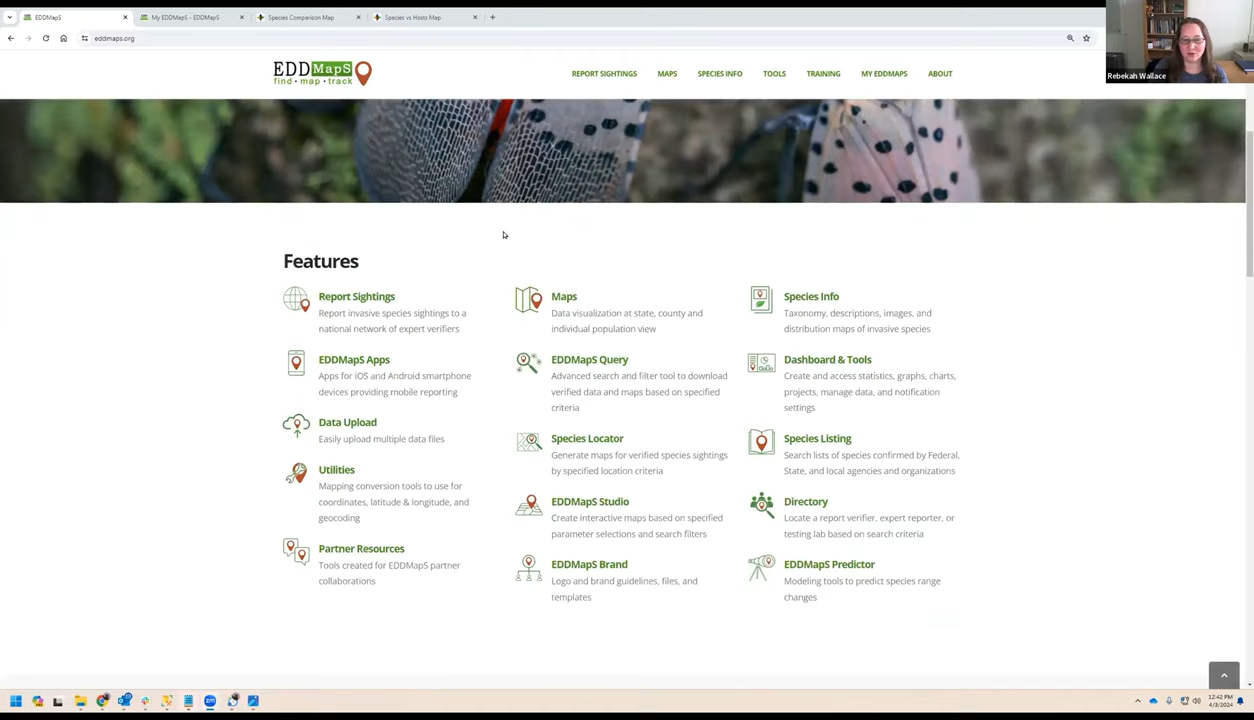 EDDMapS
My EDDMapS - EDDMapS
Species Comparison Map
Species vs Hosts Map
eddmaps.org
EDDMapS
find • map • track
REPORT SIGHTINGS
MAPS
SPECIES INFO
TOOLS
TRAINING
MY EDDMAPS
ABOUT
Rebekah Wallace
Features
Report Sightings
Report invasive species sightings to a
national network of expert verifiers
EDDMapS Apps
Apps for iOS and Android smartphone
devices providing mobile reporting
Data Upload
Easily upload multiple data files
Utilities
Mapping conversion tools to use for
coordinates, latitude & longitude, and
geocoding
Partner Resources
Tools created for EDDMapS partner
collaborations
Maps
Data visualization at state, county and
individual population view
EDDMapS Query
Advanced search and filter tool to download
verified data and maps based on specified
criteria
Species Locator
Generate maps for verified species sightings
by specified location criteria
EDDMapS Studio
Create interactive maps based on specified
parameter selections and search filters
EDDMapS Brand
Logo and brand guidelines, files, and
templates
Species Info
Taxonomy, descriptions, images, and
distribution maps of invasive species
Dashboard & Tools
Create and access statistics, graphs, charts,
projects, manage data, and notification
settings
Species Listing
Search lists of species confirmed by Federal,
State, and local agencies and organizations
Directory
Locate a report verifier, expert reporter, or
testing lab based on search criteria
EDDMapS Predictor
Modeling tools to predict species range
changes
12:42 PM
4/3/2024